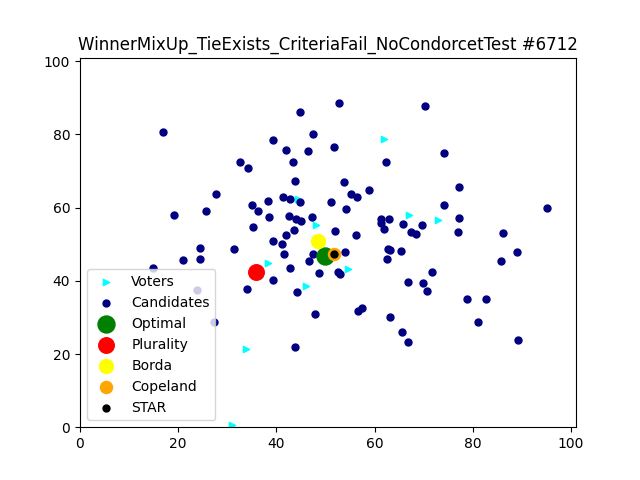 WinnerMixUp_TieExists_CriteriaFail_NoCondorcetTest #6712
100
80
60
40
20
0
Voters
Candidates
Optimal
Plurality
Borda
Copeland
STAR
0 20 40 60 80 100